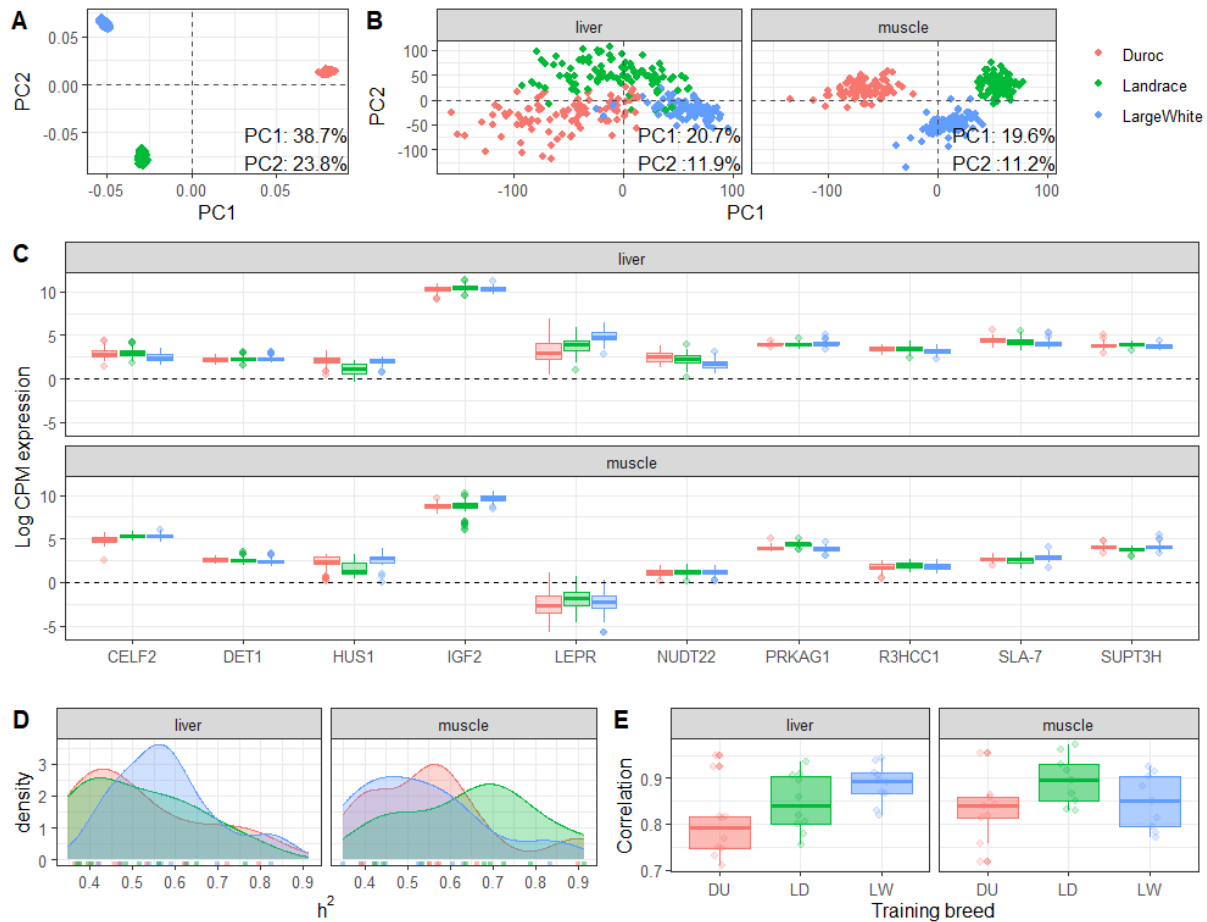 A
PC2
0.05
0.00
-0.05
PC1: 38.7%
PC2: 23.8%
-0.05 0.00 0.05
PC1
B
liver muscle
PC2
100
50
0
-50
-100
PC1: 20.7%
PC2 :11.9%
PC1: 19.6%
PC2 :11.2%
-100 0 100 -100 0 100
PC1
Duroc
Landrace
LargeWhite
C
liver
Log CPM expression
10
5
0
-5
muscle
10
5
0
-5
CELF2 DET1 HUS1 IGF2 LEPR NUDT22 PRKAG1 R3HCC1 SLA-7 SUPT3H
D
liver muscle
density
3
2
1
0
0.4 0.5 0.6 0.7 0.8 0.9 0.4 0.5 0.6 0.7 0.8 0.9
h²
E
liver muscle
Correlation
0.9
0.8
0.7
DU LD LW DU LD LW
Training breed